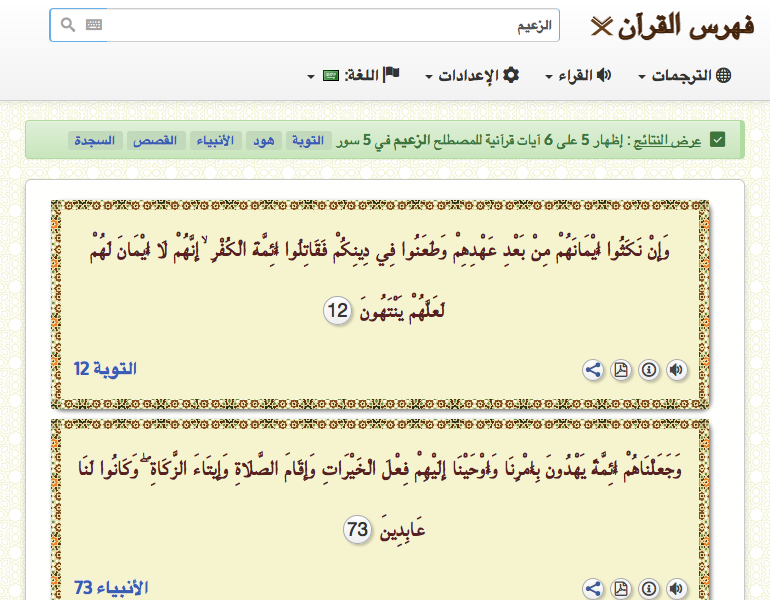 فهرس القرآن
الزعيم
الترجمات
القراء
الإعدادات
اللغة:
عرض النتائج : إظهار 5 على 6 آيات قرآنية للمصطلح الزعيم في 5 سور التوبة هود الأنبياء القصص السجدة
وَإِنْ نَكَثُوا أَيْمَانَهُمْ مِنْ بَعْدِ عَهْدِهِمْ وَطَعَنُوا فِي دِينِكُمْ فَقَاتِلُوا أَئِمَّةَ الْكُفْرِ ۙ إِنَّهُمْ لَا أَيْمَانَ لَهُمْ
لَعَلَّهُمْ يَنْتَهُونَ 12
التوبة 12
وَجَعَلْنَاهُمْ أَئِمَّةً يَهْدُونَ بِأَمْرِنَا وَأَوْحَيْنَا إِلَيْهِمْ فِعْلَ الْخَيْرَاتِ وَإِقَامَ الصَّلَاةِ وَإِيتَاءَ الزَّكَاةِ ۖ وَكَانُوا لَنَا
عَابِدِينَ 73
الأنبياء 73